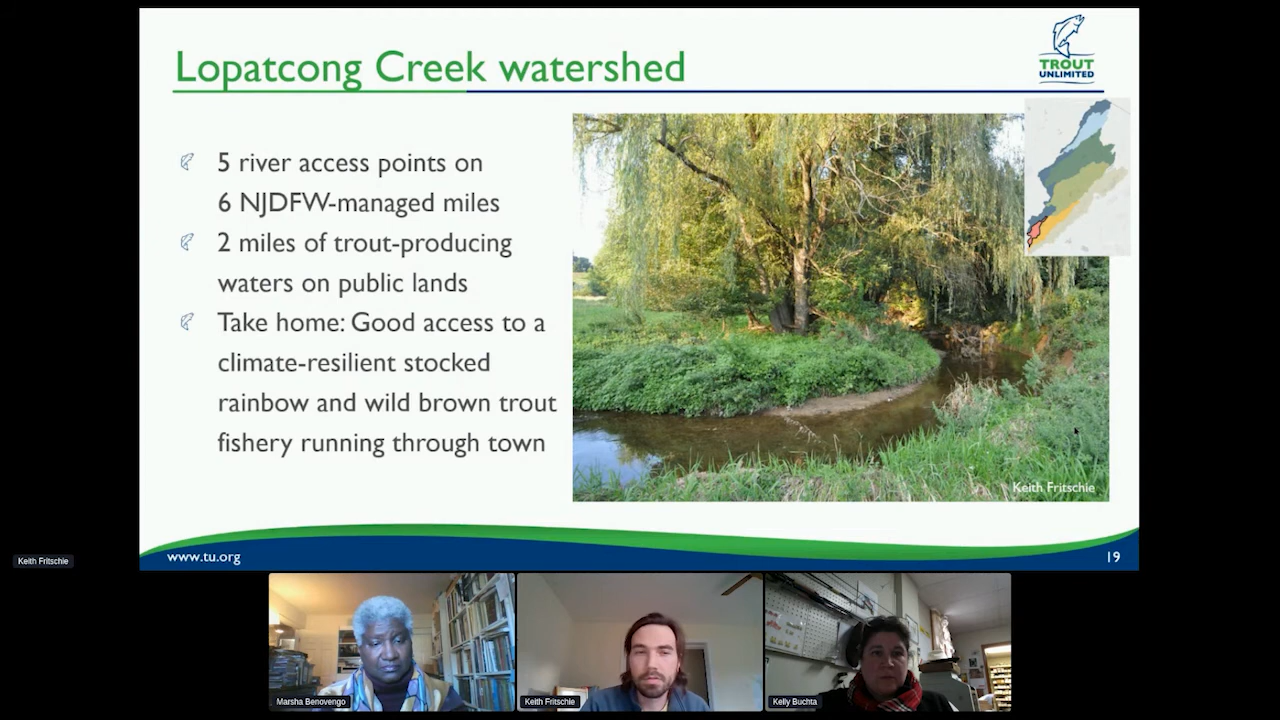 Lopatcong Creek watershed
TROUT
UNLIMITED
5 river access points on
6 NJDFW-managed miles
2 miles of trout-producing
waters on public lands
Take home: Good access to a
climate-resilient stocked
rainbow and wild brown trout
fishery running through town
Keith Fritschie
www.tu.org
19
Keith Fritschie
Marsha Benovengo
Keith Fritschie
Kelly Buchta